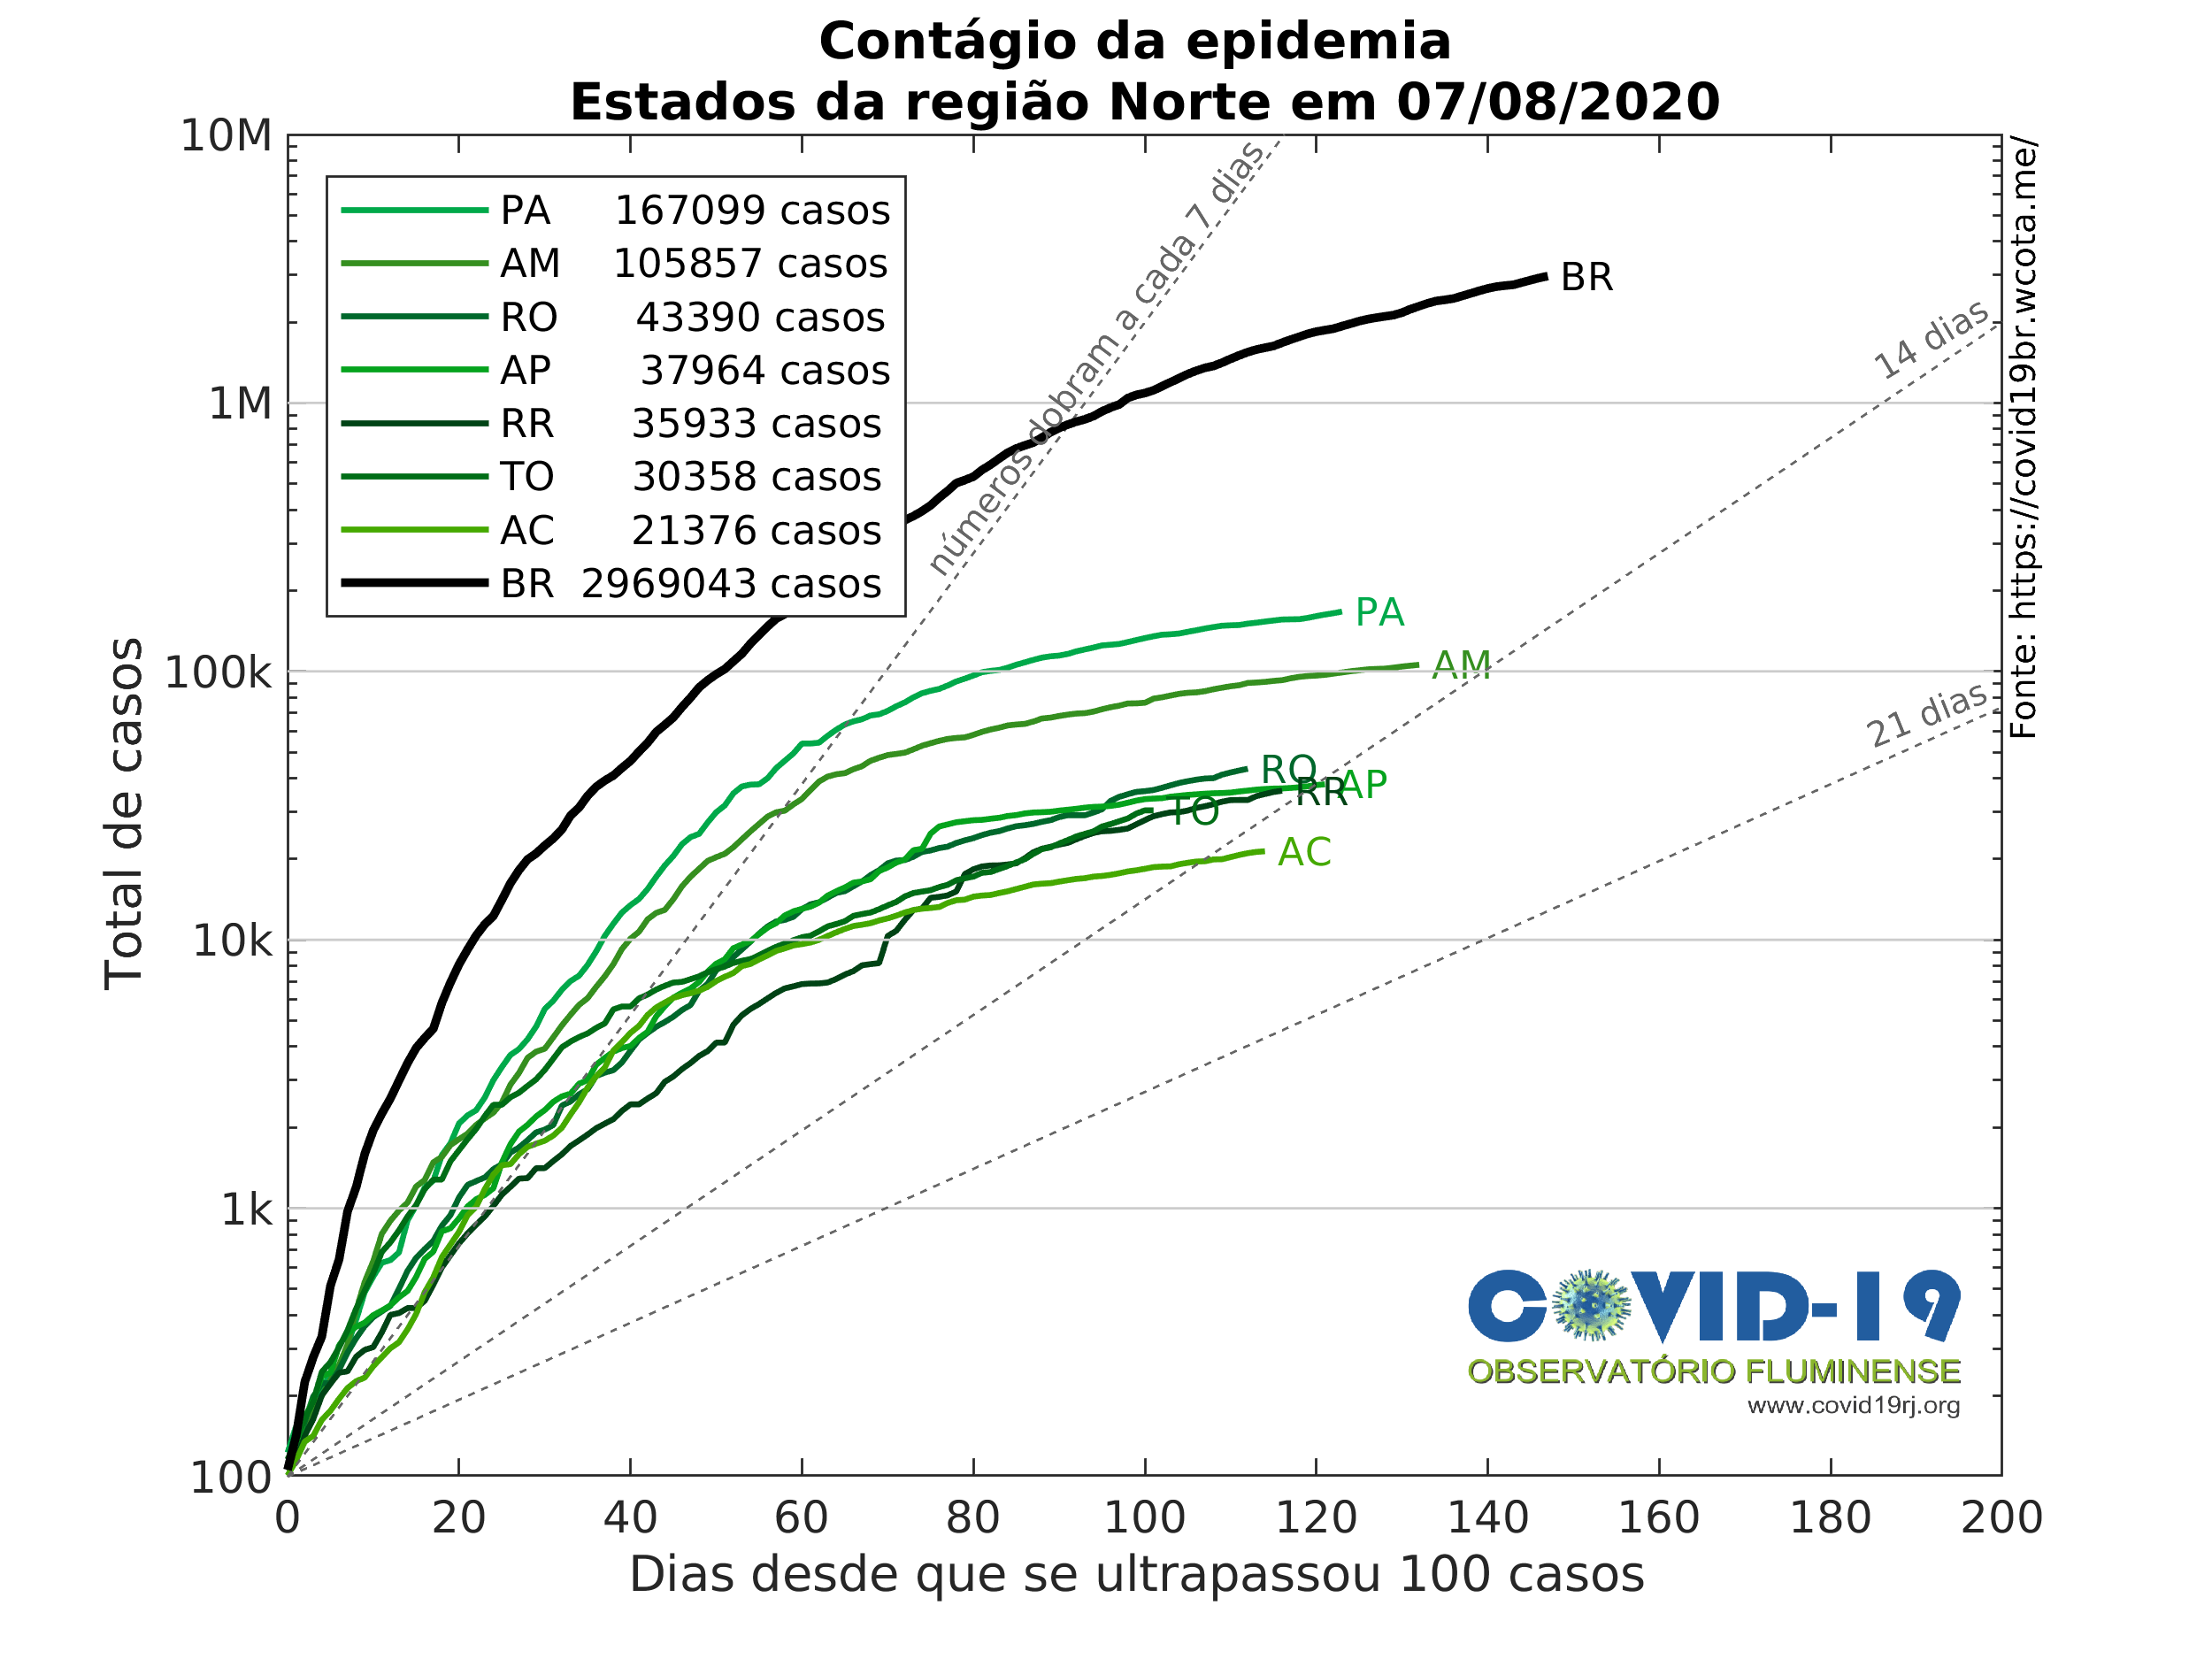 Contágio da epidemia
Estados da região Norte em 07/08/2020
10M
1M
100k
10k
1k
100
Total de casos
PA 167099 casos
AM 105857 casos
RO 43390 casos
AP 37964 casos
RR 35933 casos
TO 30358 casos
AC 21376 casos
BR 2969043 casos
números dobram a cada 7 dias
14 dias
21 dias
BR
PA
AM
RO
AP
RR
TO
AC
Fonte: https://covid19br.wcota.me/
COVID-19
OBSERVATÓRIO FLUMINENSE
www.covid19rj.org
0 20 40 60 80 100 120 140 160 180 200
Dias desde que se ultrapassou 100 casos